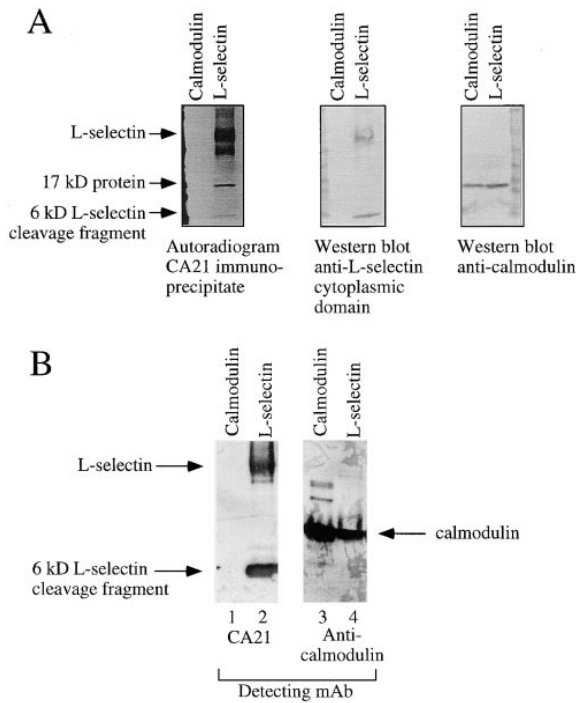 A
Calmodulin
L-selectin
Calmodulin
L-selectin
Calmodulin
L-selectin
L-selectin
17 kD protein
6 kD L-selectin
cleavage fragment
Autoradiogram
CA21 immuno-
precipitate
Western blot
anti-L-selectin
cytoplasmic
domain
Western blot
anti-calmodulin
B
Calmodulin
L-selectin
Calmodulin
L-selectin
L-selectin
calmodulin
6 kD L-selectin
cleavage fragment
1 2 3 4
CA21 Anti-
calmodulin
Detecting mAb